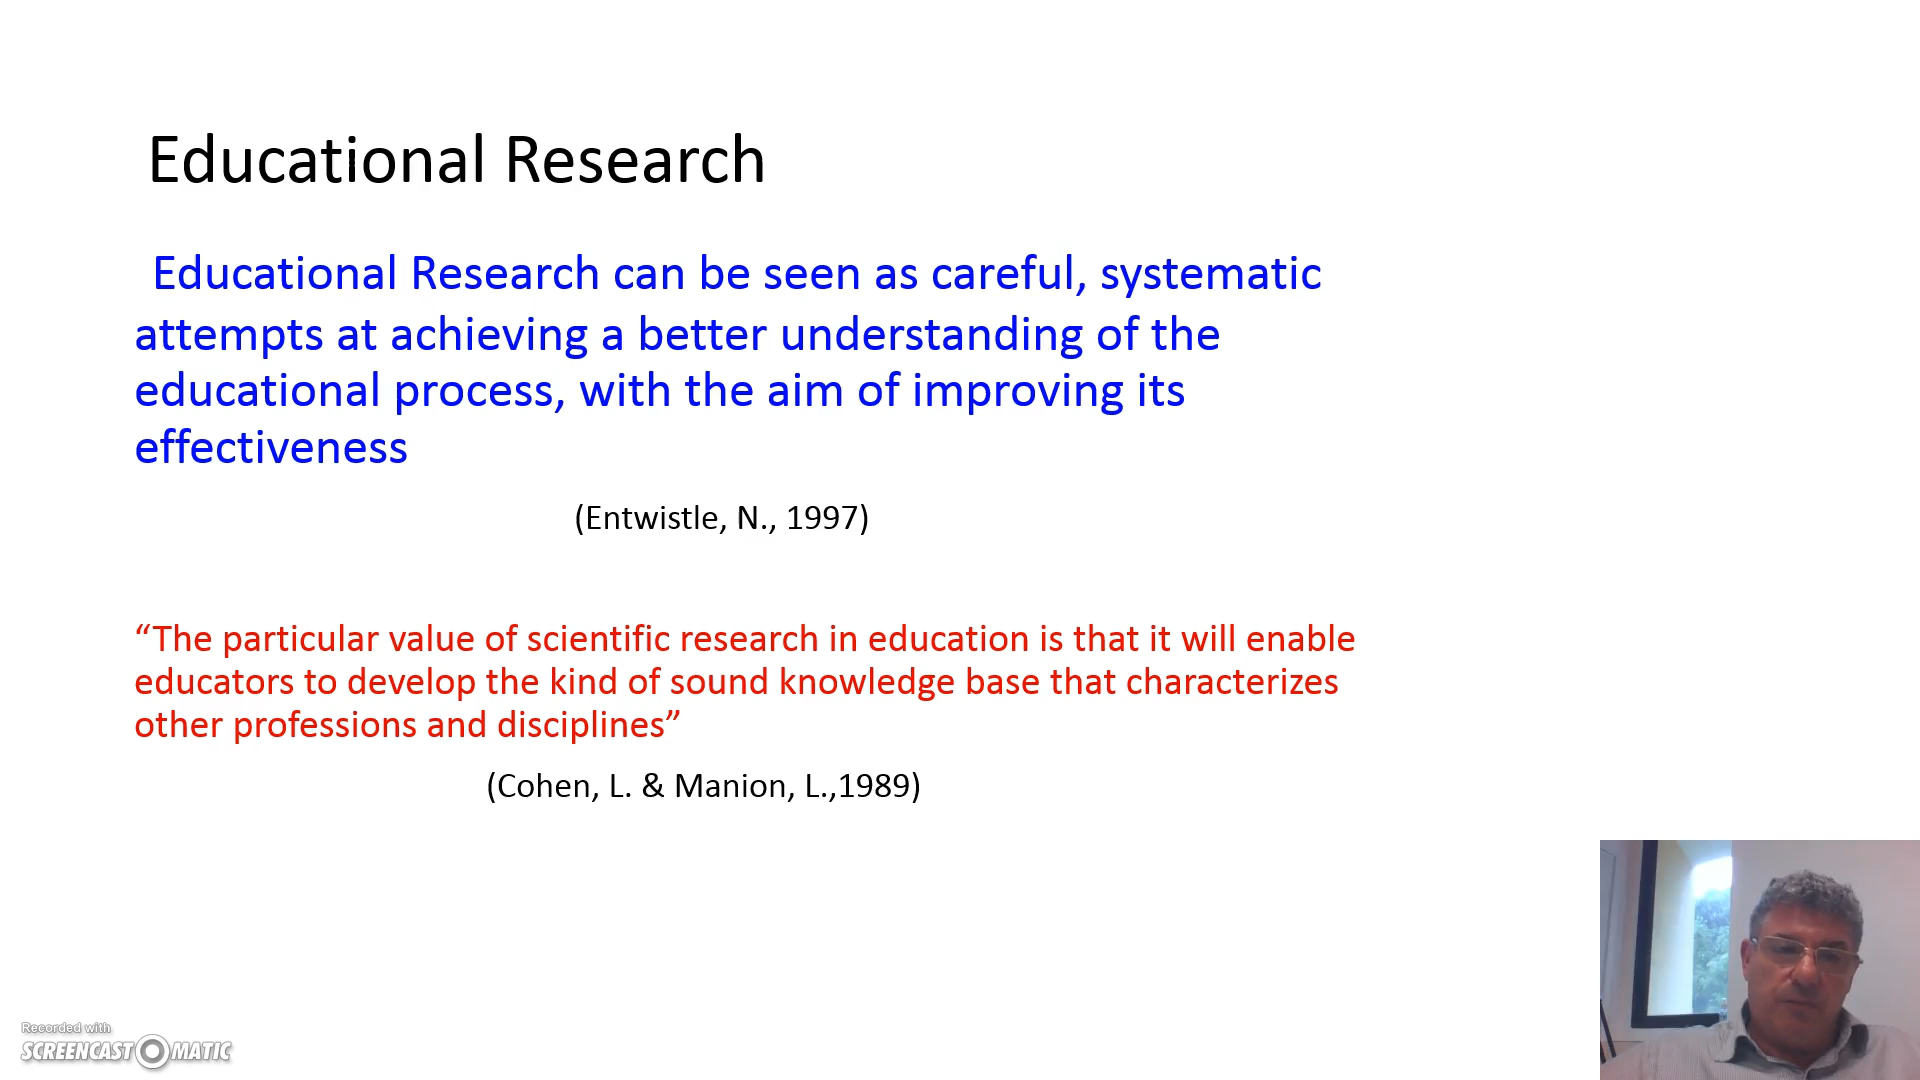 Educational Research
Educational Research can be seen as careful, systematic
attempts at achieving a better understanding of the
educational process, with the aim of improving its
effectiveness
(Entwistle, N., 1997)
“The particular value of scientific research in education is that it will enable
educators to develop the kind of sound knowledge base that characterizes
other professions and disciplines”
(Cohen, L. & Manion, L.,1989)
Recorded with
SCREENCAST MATIC